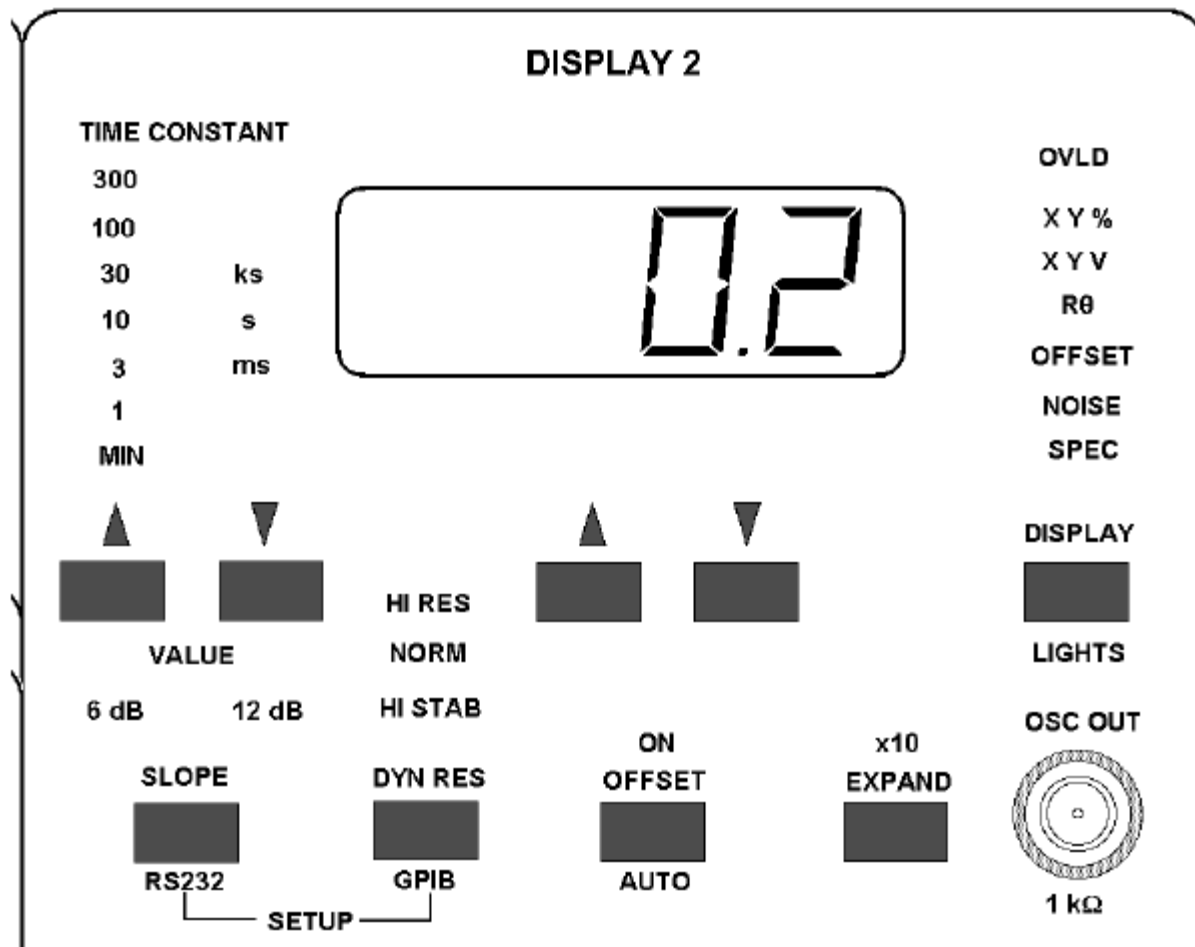 DISPLAY 2
TIME CONSTANT
300
100
30 ks
10 s
3 ms
1
MIN
0.2
OVLD
X Y %
X Y V
Rθ
OFFSET
NOISE
SPEC
VALUE
HI RES
NORM
HI STAB
DISPLAY
LIGHTS
6 dB 12 dB
SLOPE
RS232
DYN RES
GPIB
SETUP
ON
OFFSET
AUTO
x10
EXPAND
OSC OUT
1 kΩ